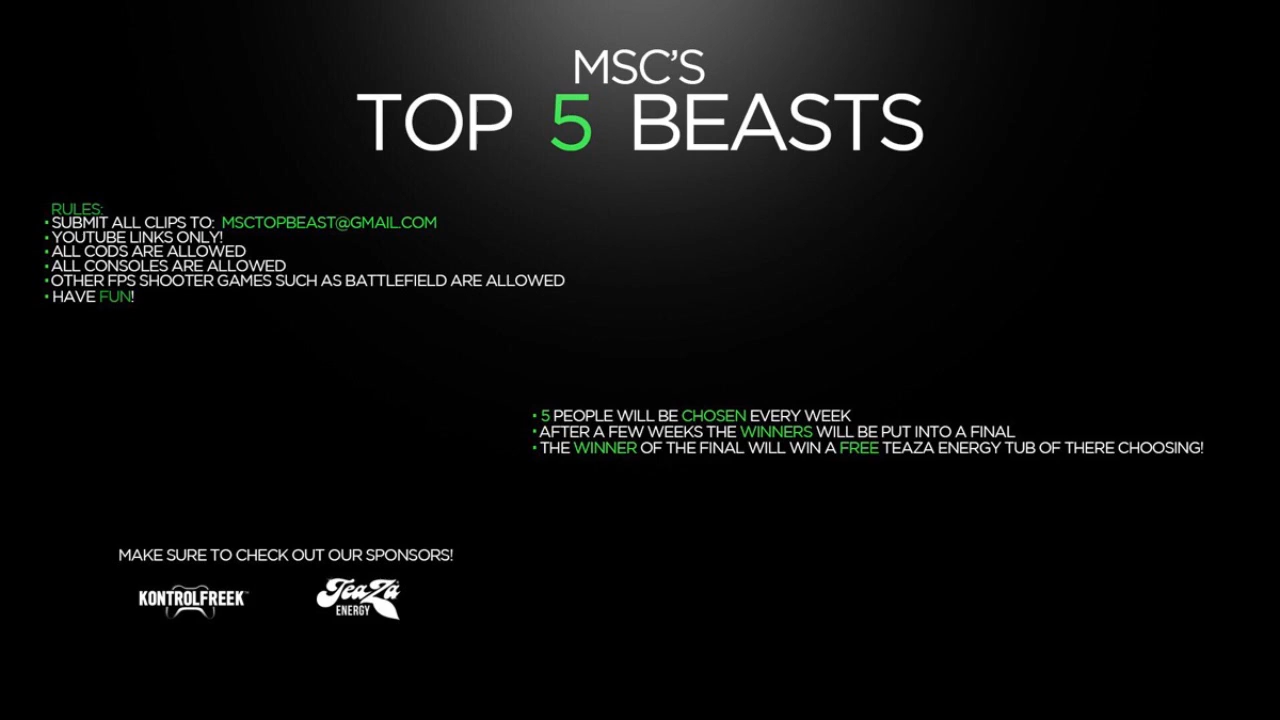 MSC'S
TOP 5 BEASTS
RULES:
• SUBMIT ALL CLIPS TO: MSCTOPBEAST@GMAIL.COM
• YOUTUBE LINKS ONLY!
• ALL CODS ARE ALLOWED
• ALL CONSOLES ARE ALLOWED
• OTHER FPS SHOOTER GAMES SUCH AS BATTLEFIELD ARE ALLOWED
• HAVE FUN!
• 5 PEOPLE WILL BE CHOSEN EVERY WEEK
• AFTER A FEW WEEKS THE WINNERS WILL BE PUT INTO A FINAL
• THE WINNER OF THE FINAL WILL WIN A FREE TEAZA ENERGY TUB OF THERE CHOOSING!
MAKE SURE TO CHECK OUT OUR SPONSORS!
KONTROLFREEK™
TeaZa
ENERGY